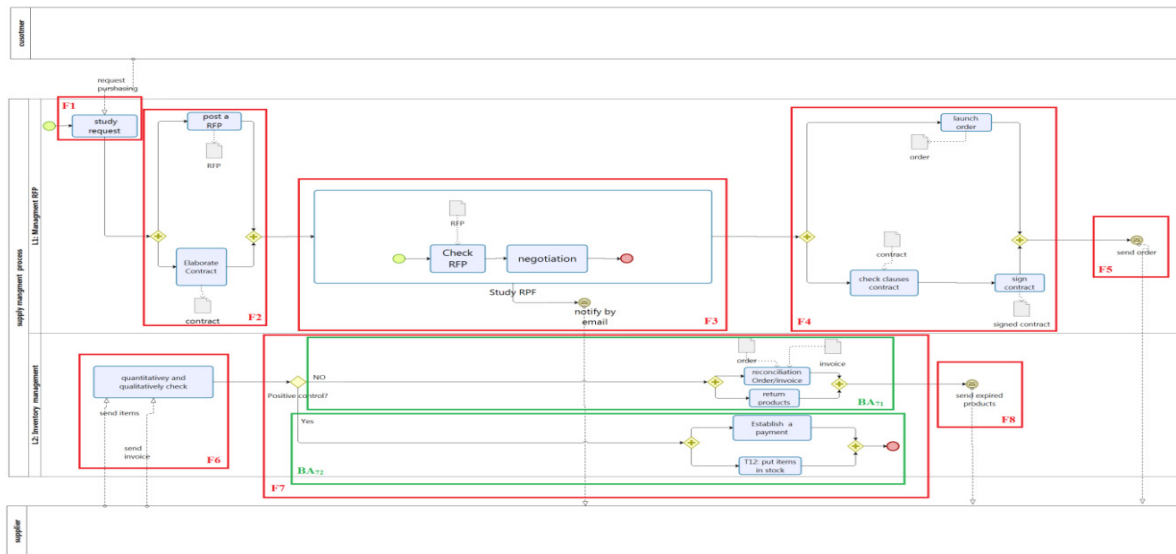 cusotmer
request
purshasing
supply managment process
L1: Managment RFP
F1
study
request
post a
RFP
RFP
Elaborate
Contract
contract
F2
RFP
Check
RFP
negotiation
Study RPF
notify by
email
F3
launch
order
order
contract
check clauses
contract
sign
contract
signed contract
F4
send order
F5
L2: Inventory management
quantitativey and
qualitatively check
send items
send
invoice
F6
Positive control?
NO
order
invoice
reconciliation
Order/invoice
return
products
BA71
Yes
Establish a
payment
T12: put items
in stock
BA72
F7
send expired
products
F8
supplier